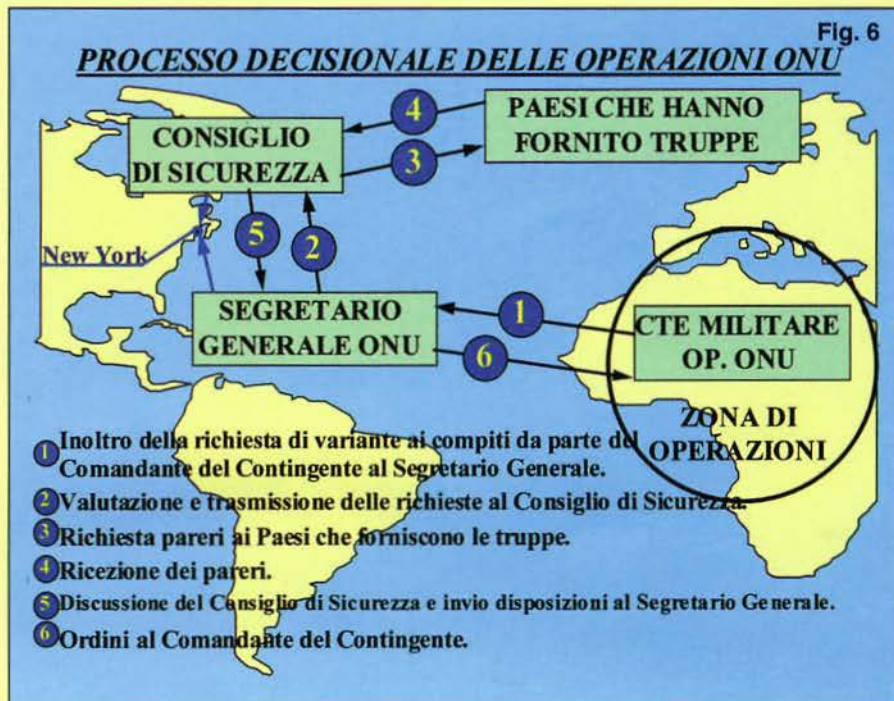 Fig. 6
PROCESSO DECISIONALE DELLE OPERAZIONI ONU
CONSIGLIO
DI SICUREZZA
4
3
PAESI CHE HANNO
FORNITO TRUPPE
New York
5
2
SEGRETARIO
GENERALE ONU
1
6
CTE MILITARE
OP. ONU
ZONA DI
OPERAZIONI
1 Inoltro della richiesta di variante ai compiti da parte del
Comandante del Contingente al Segretario Generale.
2 Valutazione e trasmissione delle richieste al Consiglio di Sicurezza.
3 Richiesta pareri ai Paesi che forniscono le truppe.
4 Ricezione dei pareri.
5 Discussione del Consiglio di Sicurezza e invio disposizioni al Segretario Generale.
6 Ordini al Comandante del Contingente.